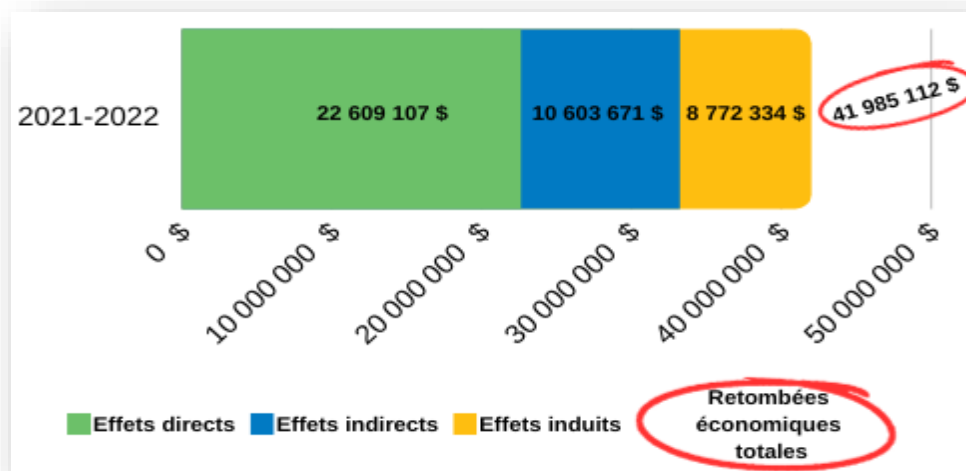 2021-2022
22 609 107 $
10 603 671 $
8 772 334 $
41 985 112 $
0 $
10 000 000 $
20 000 000 $
30 000 000 $
40 000 000 $
50 000 000 $
Effets directs
Effets indirects
Effets induits
Retombées
économiques
totales